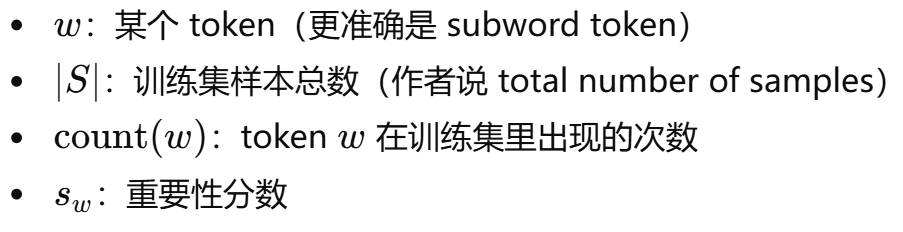 • w：某个 token（更准确是 subword token）
• |S|：训练集样本总数（作者说 total number of samples）
• count(w)：token w 在训练集里出现的次数
• s_w：重要性分数